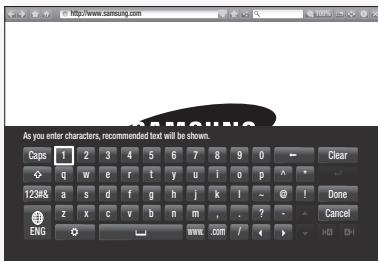 http://www.samsung.com 100%
SAMSUNG
As you enter characters, recommended text will be shown.
Caps 1 2 3 4 5 6 7 8 9 0 ← Clear
q w e r t y u i o p ^ *
123#& a s d f g h j k l ~ @ ! Done
z x c v b n m , . ? - Cancel
ENG www. .com /